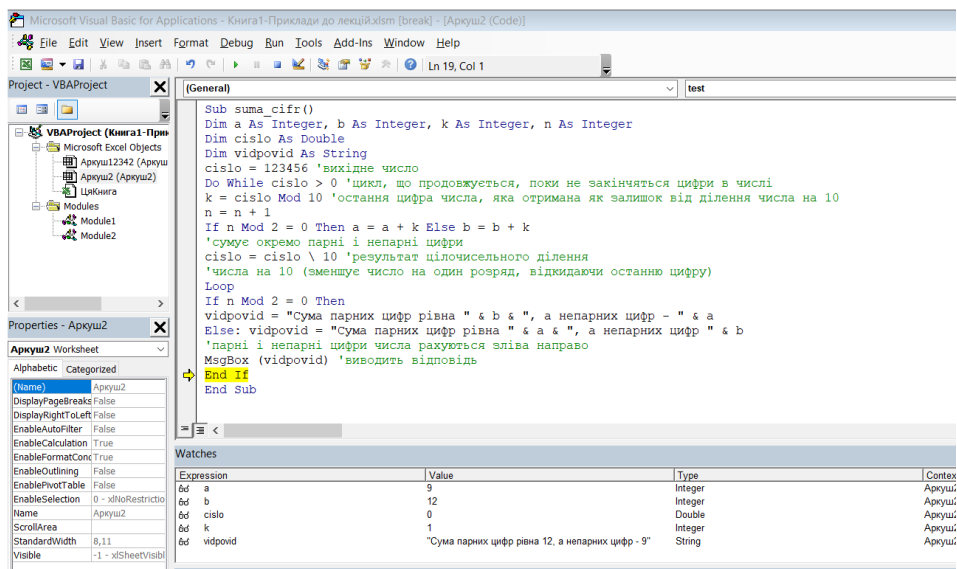 Microsoft Visual Basic for Applications - Книга1-Приклади до лекцій.xlsm [break] - [Аркуш2 (Code)]
File Edit View Insert Format Debug Run Tools Add-Ins Window Help
Ln 19, Col 1
Project - VBAProject
VBAProject (Книга1-При
Microsoft Excel Objects
Аркуш12342 (Аркуш
Аркуш2 (Аркуш2)
ЦяКнига
Modules
Module1
Module2
(General)
test
Sub suma_cifr()
Dim a As Integer, b As Integer, k As Integer, n As Integer
Dim cislo As Double
Dim vidpovid As String
cislo = 123456 'вихідне число
Do While cislo > 0 'цикл, що продовжується, поки не закінчяться цифри в числі
k = cislo Mod 10 'остання цифра числа, яка отримана як залишок від ділення числа на 10
n = n + 1
If n Mod 2 = 0 Then a = a + k Else b = b + k
'сумує окремо парні і непарні цифри
cislo = cislo \ 10 'результат цілочисельного ділення
'числа на 10 (зменшує число на один розряд, відкидаючи останню цифру)
Loop
If n Mod 2 = 0 Then
vidpovid = "Сума парних цифр рівна " & b & ", а непарних цифр - " & a
Else: vidpovid = "Сума парних цифр рівна " & a & ", а непарних цифр " & b
'парні і непарні цифри числа рахуються зліва направо
MsgBox (vidpovid) 'виводить відповідь
End If
End Sub
Properties - Аркуш2
Аркуш2 Worksheet
Alphabetic Categorized
(Name) Аркуш2
DisplayPageBreaks False
DisplayRightToLeft False
EnableAutoFilter False
EnableCalculation True
EnableFormatConc True
EnableOutlining False
EnablePivotTable False
EnableSelection 0 - xlNoRestrictio
Name Аркуш2
ScrollArea
StandardWidth 8,11
Visible -1 - xlSheetVisibl
Watches
Expression Value Type Contex
a 9 Integer Аркуш2
b 12 Integer Аркуш2
cislo 0 Double Аркуш2
k 1 Integer Аркуш2
vidpovid "Сума парних цифр рівна 12, а непарних цифр - 9" String Аркуш2